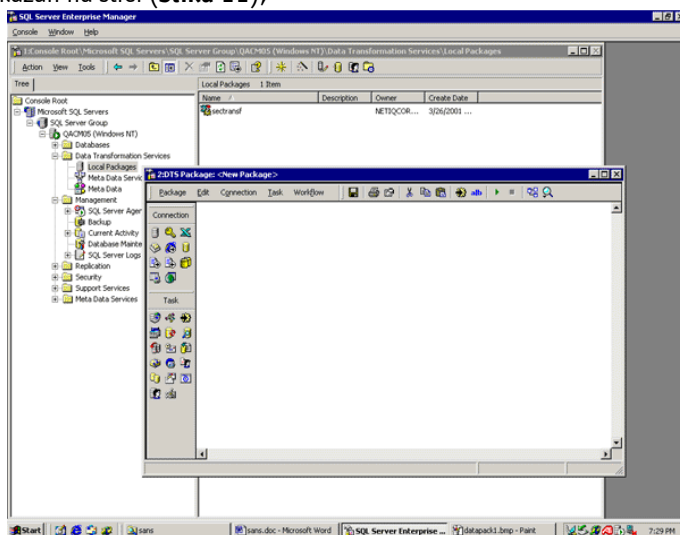 SQL Server Enterprise Manager
Console Window Help
1:Console Root\Microsoft SQL Servers\SQL Server Group\QACM05 (Windows NT)\Data Transformation Services\Local Packages
Action View Tools
Tree
Local Packages 1 Item
Name Description Owner Create Date
sectransf NETIQCOR... 3/26/2001 ...
Console Root
Microsoft SQL Servers
SQL Server Group
QACM05 (Windows NT)
Databases
Data Transformation Services
Local Packages
Meta Data Servic
Meta Data
Management
SQL Server Agen
Backup
Current Activity
Database Mainte
SQL Server Logs
Replication
Security
Support Services
Meta Data Services
2:DTS Package: <New Package>
Package Edit Connection Task Workflow
Connection
Task
Start
sans
sans.doc - Microsoft Word
SQL Server Enterprise ...
datapack1.bmp - Paint
7:29 PM